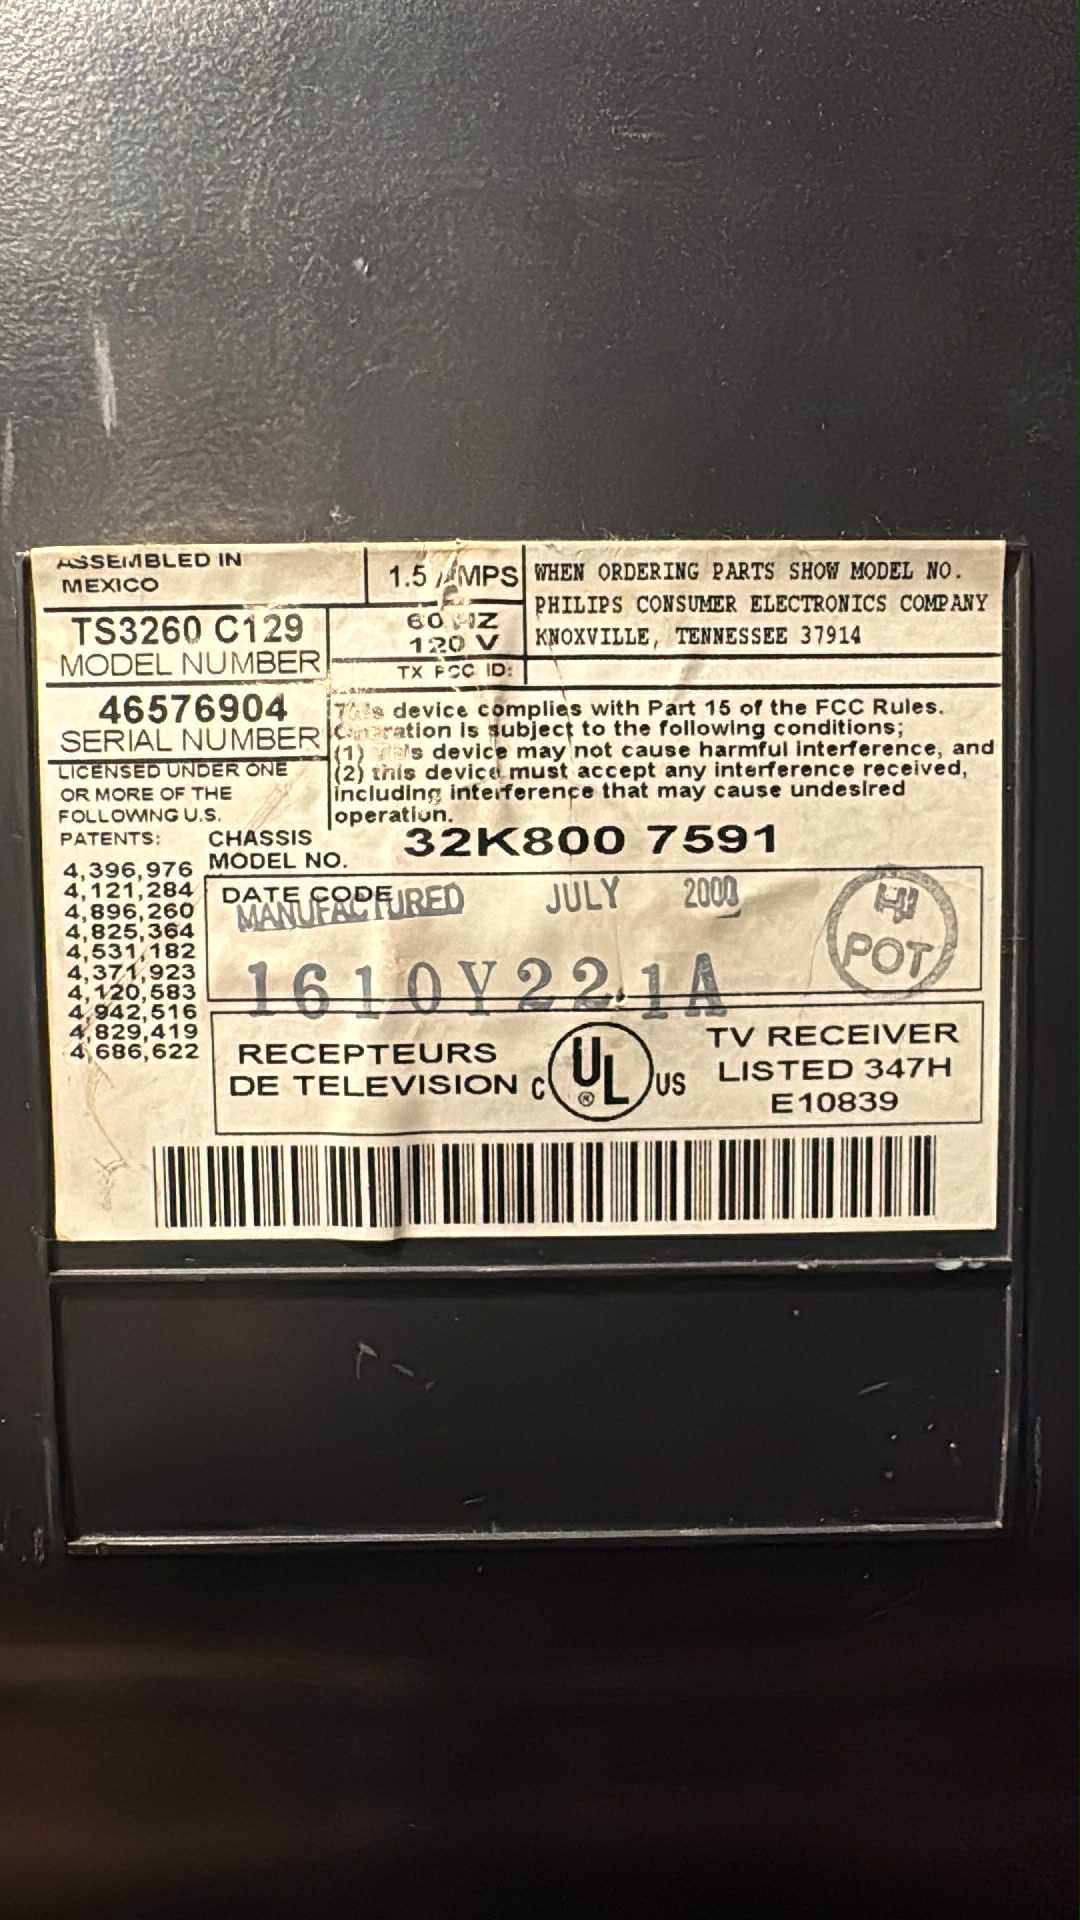 ASSEMBLED IN
MEXICO
1.5 AMPS
60 HZ
120 V
TX FCC ID:
WHEN ORDERING PARTS SHOW MODEL NO.
PHILIPS CONSUMER ELECTRONICS COMPANY
KNOXVILLE, TENNESSEE 37914
TS3260 C129
MODEL NUMBER
46576904
SERIAL NUMBER
This device complies with Part 15 of the FCC Rules.
Operation is subject to the following conditions;
(1) this device may not cause harmful interference, and
(2) this device must accept any interference received,
including interference that may cause undesired
operation.
LICENSED UNDER ONE
OR MORE OF THE
FOLLOWING U.S.
PATENTS:
4,396,976
4,121,284
4,896,260
4,825,364
4,531,182
4,371,923
4,120,583
4,942,516
4,829,419
4,686,622
CHASSIS
MODEL NO.
32K800 7591
DATE CODE
MANUFACTURED JULY 2000
1610Y22.1A
HI
POT
RECEPTEURS
DE TELEVISION
C UL ® US
TV RECEIVER
LISTED 347H
E10839